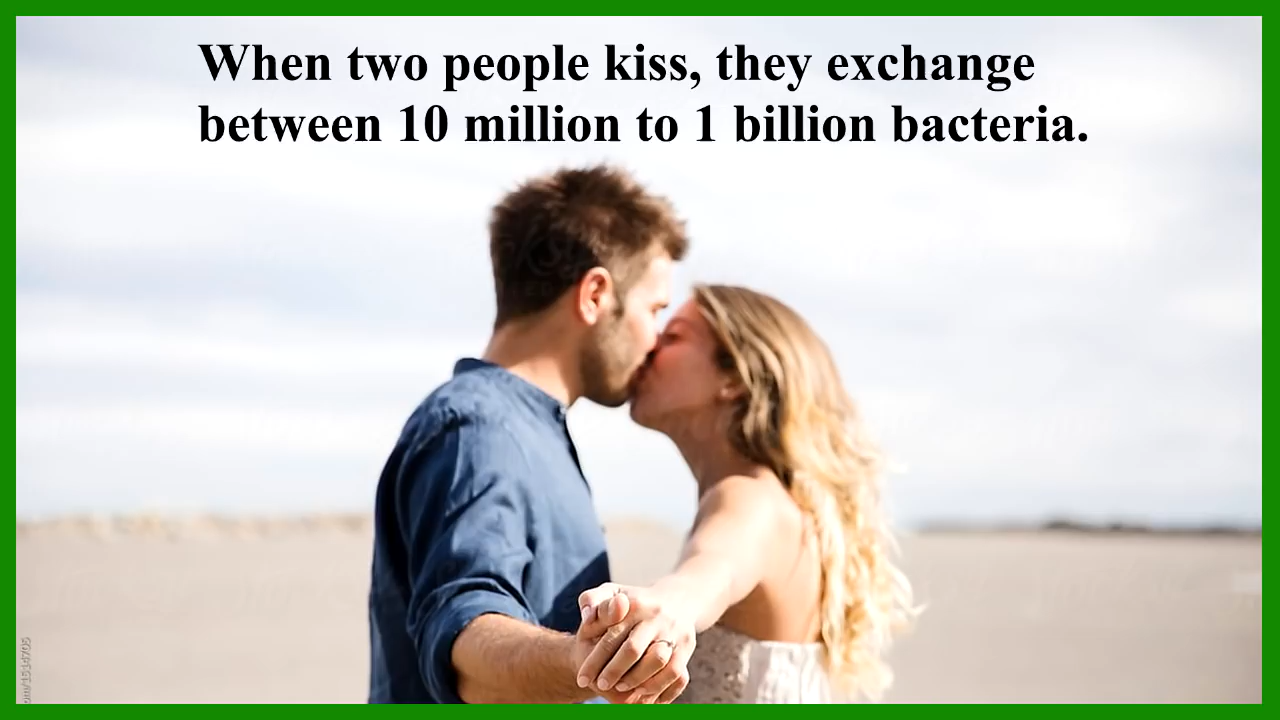 When two people kiss, they exchange
between 10 million to 1 billion bacteria.